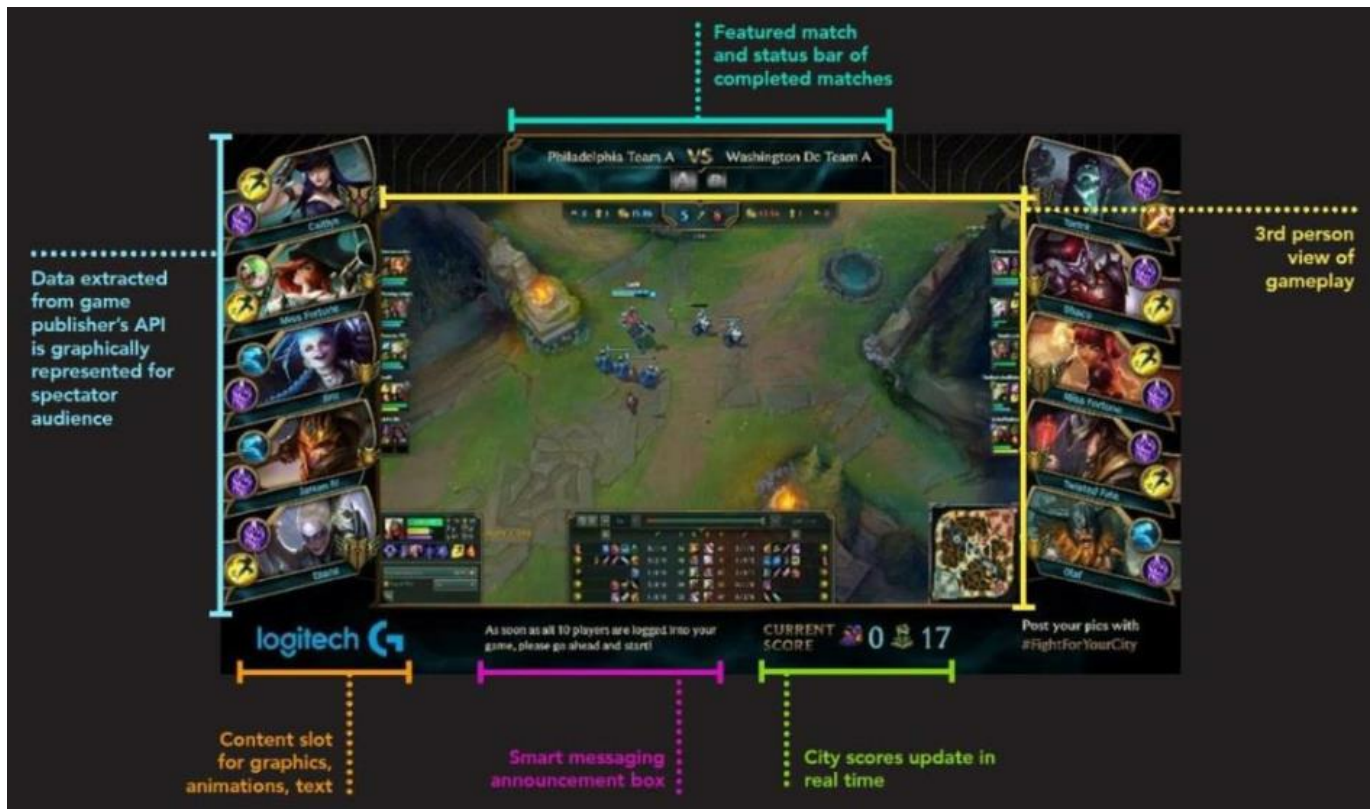 Featured match
and status bar of
completed matches
Philadelphia Team A VS Washington Dc Team A
Caitlyn
Miss Fortune
Jinx
Jarvan IV
Data extracted
from game
publisher's API
is graphically
represented for
spectator
audience
3rd person
view of
gameplay
Miss Fortune
Twisted Fate
Olaf
logitech G
As soon as all 10 players are logged into your
game, please go ahead and start!
CURRENT
SCORE
0 17
Post your pics with
#FightForYourCity
Content slot
for graphics,
animations, text
Smart messaging
announcement box
City scores update in
real time